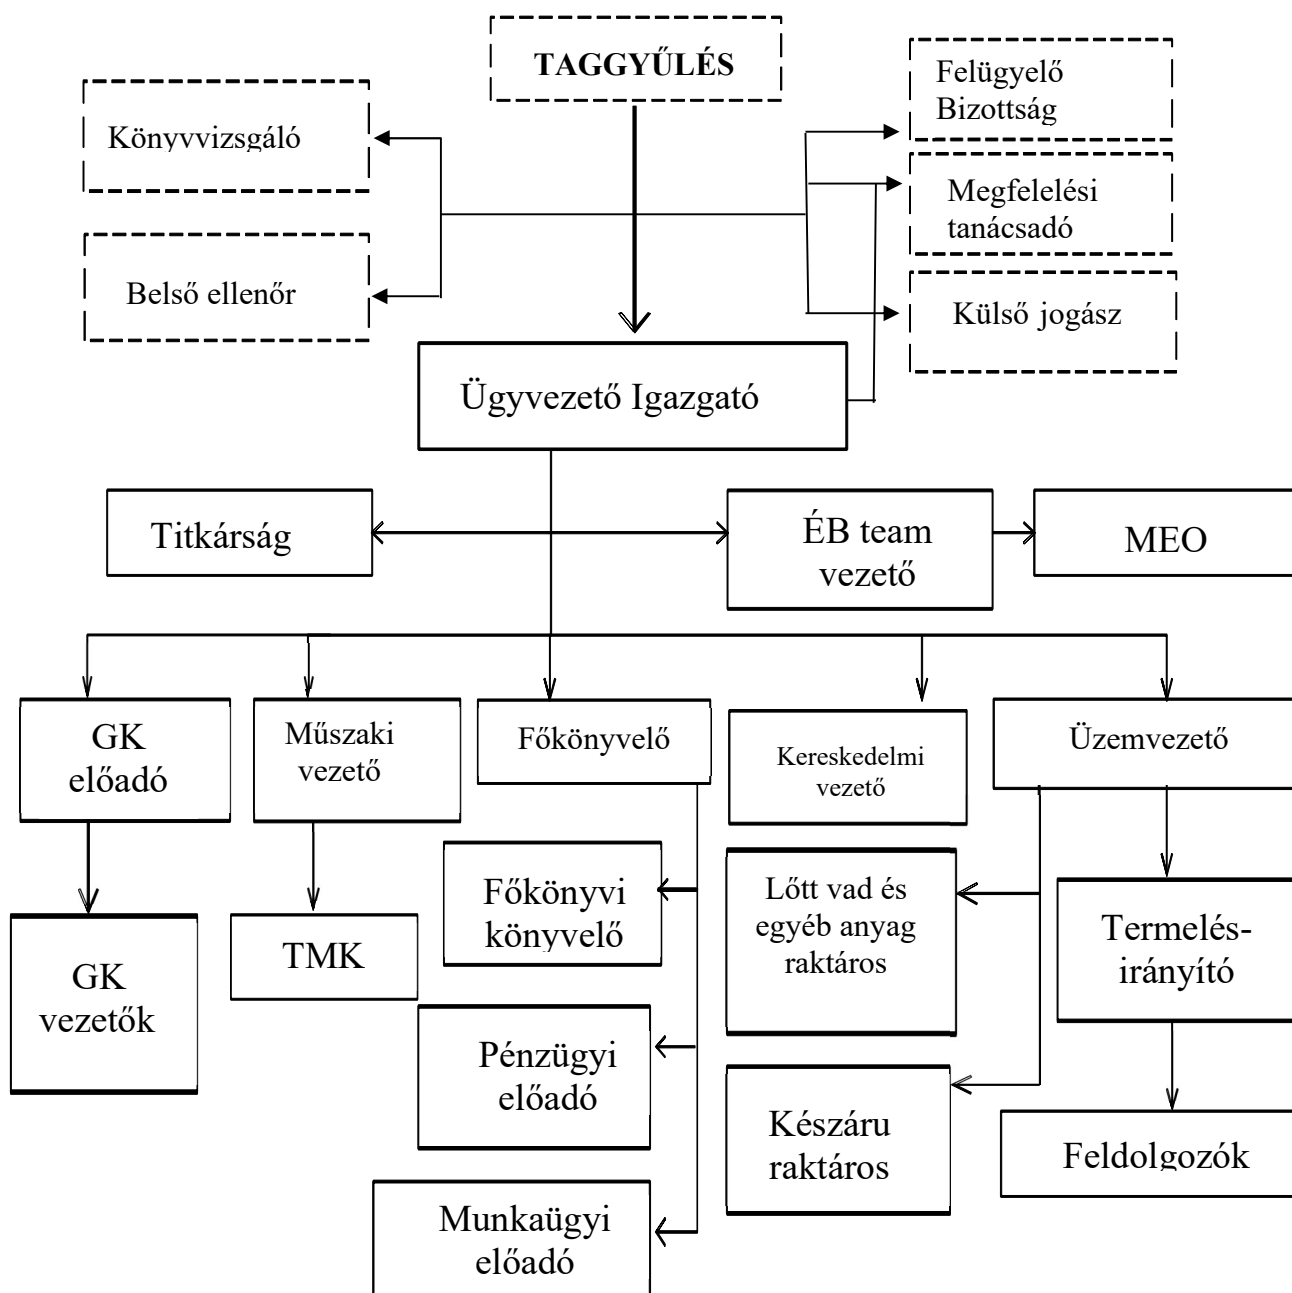 TAGGYŰLÉS
Felügyelő
Bizottság
Könyvvizsgáló
Megfelelési
tanácsadó
Belső ellenőr
Külső jogász
Ügyvezető Igazgató
Titkárság
ÉB team
vezető
MEO
GK
előadó
Műszaki
vezető
Főkönyvelő
Kereskedelmi
vezető
Üzemvezető
Főkönyvi
könyvelő
Lőtt vad és
egyéb anyag
raktáros
Termelés-
irányító
GK
vezetők
TMK
Pénzügyi
előadó
Készáru
raktáros
Feldolgozók
Munkaügyi
előadó